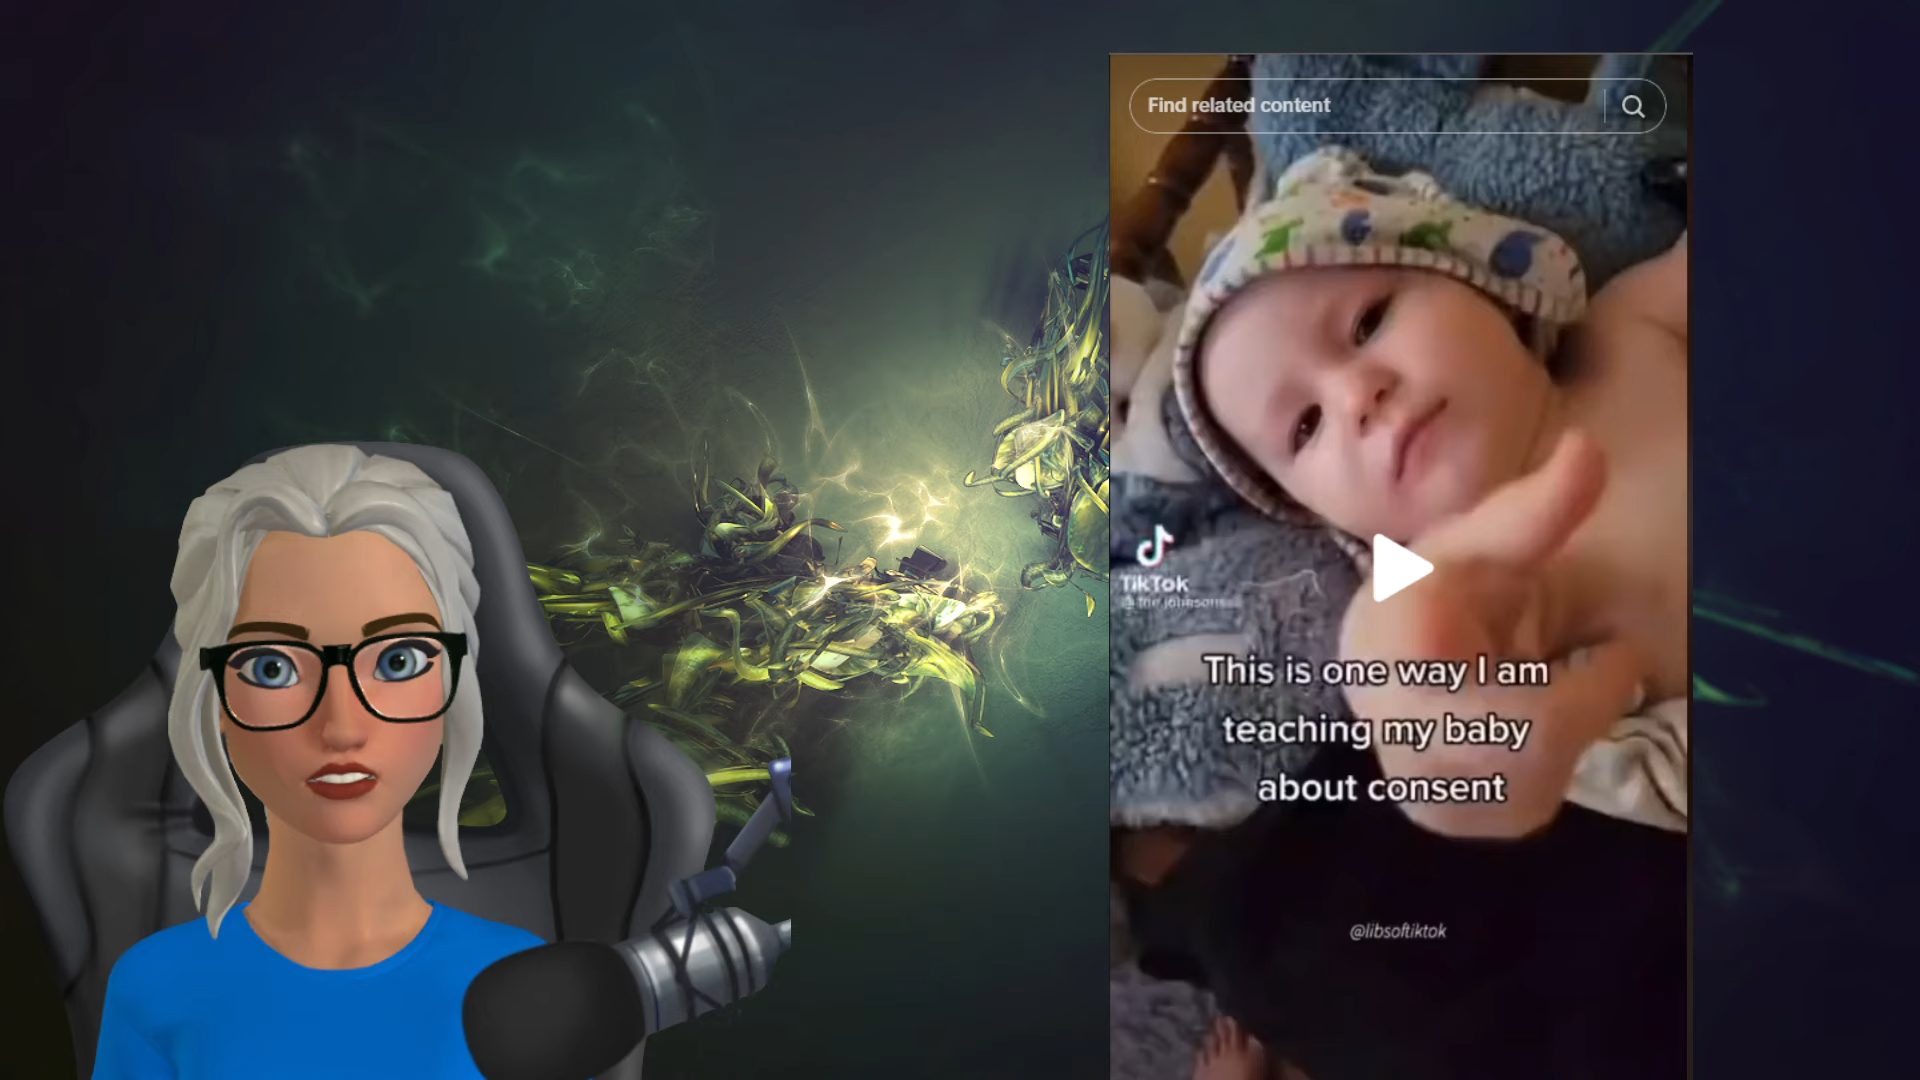 Find related content
TikTok
This is one way I am
teaching my baby
about consent
@libsoftiktok